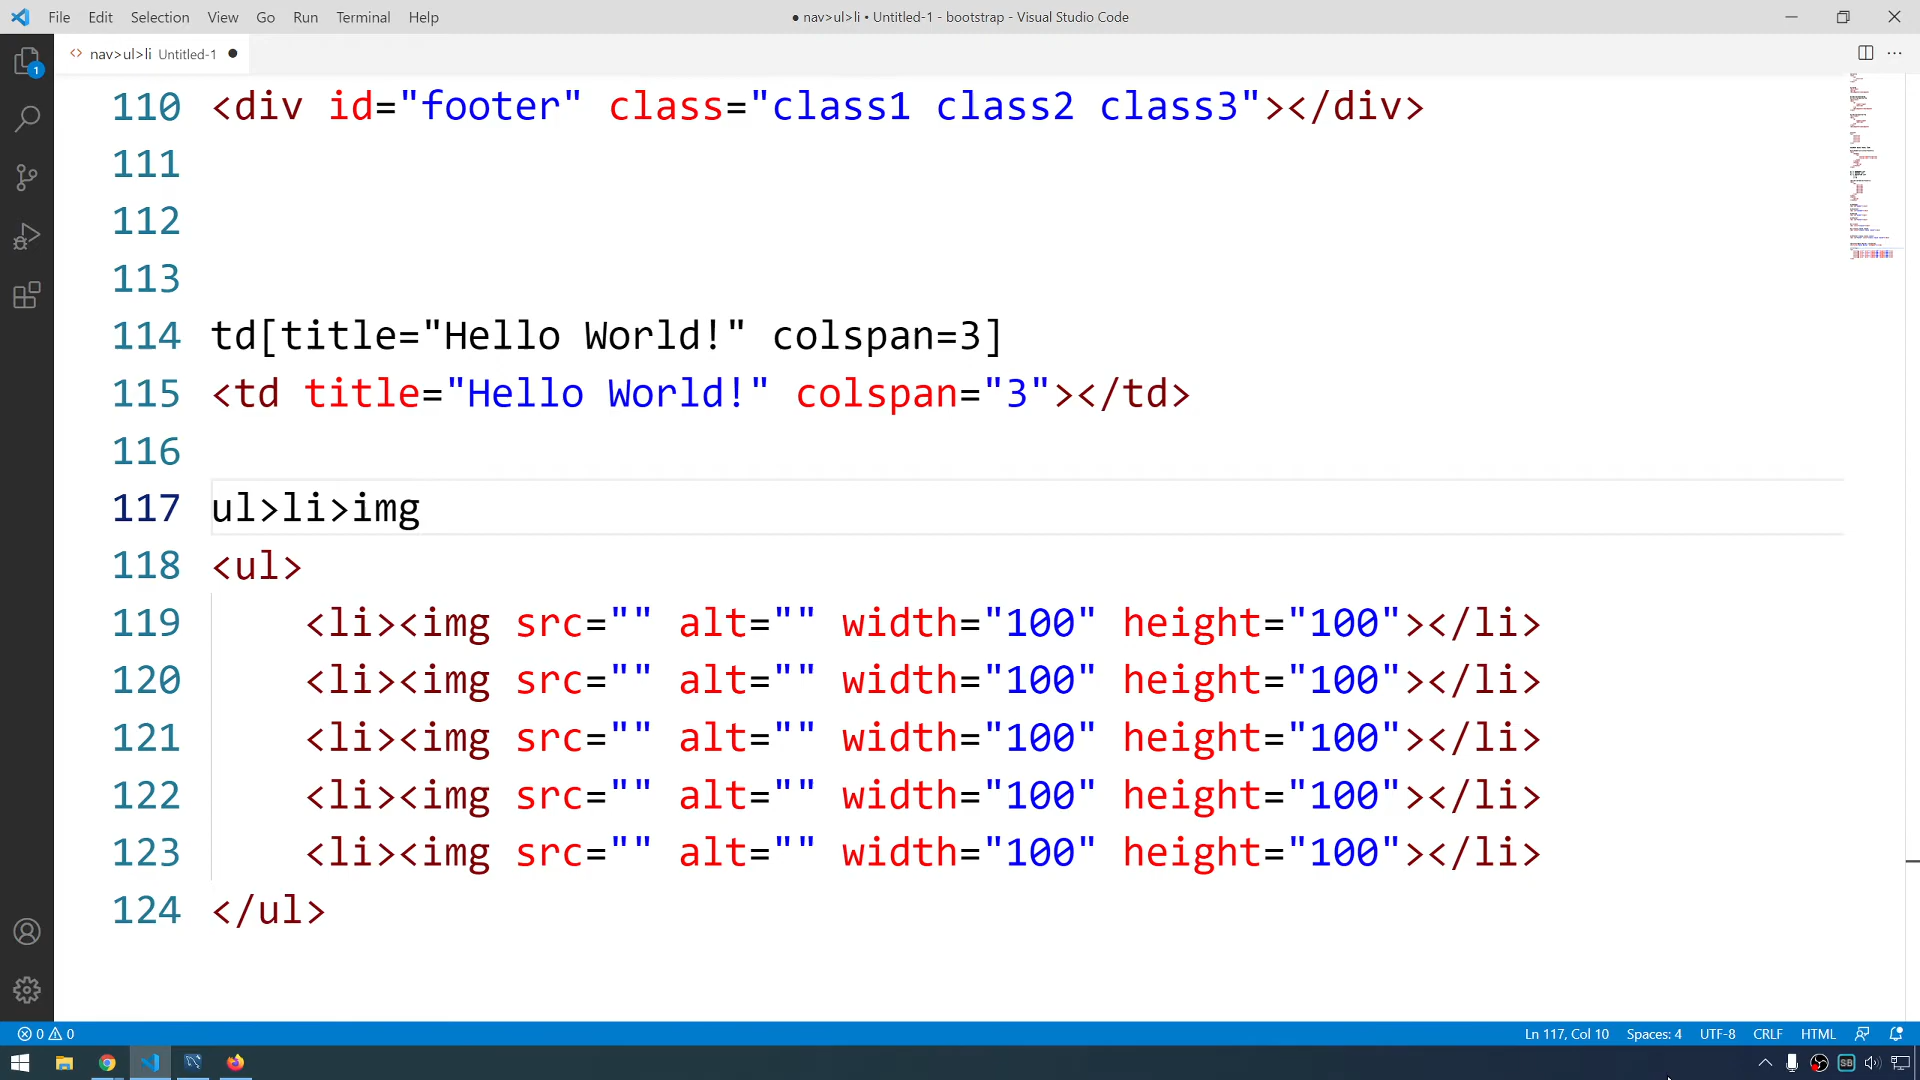 File Edit Selection View Go Run Terminal Help
● nav>ul>li • Untitled-1 - bootstrap - Visual Studio Code
nav>ul>li Untitled-1 ●
1
110 <div id="footer" class="class1 class2 class3"></div>
111
112
113
114 td[title="Hello World!" colspan=3]
115 <td title="Hello World!" colspan="3"></td>
116
117 ul>li>img
118 <ul>
119 <li><img src="" alt="" width="100" height="100"></li>
120 <li><img src="" alt="" width="100" height="100"></li>
121 <li><img src="" alt="" width="100" height="100"></li>
122 <li><img src="" alt="" width="100" height="100"></li>
123 <li><img src="" alt="" width="100" height="100"></li>
124 </ul>
0 0 Ln 117, Col 10 Spaces: 4 UTF-8 CRLF HTML
SB